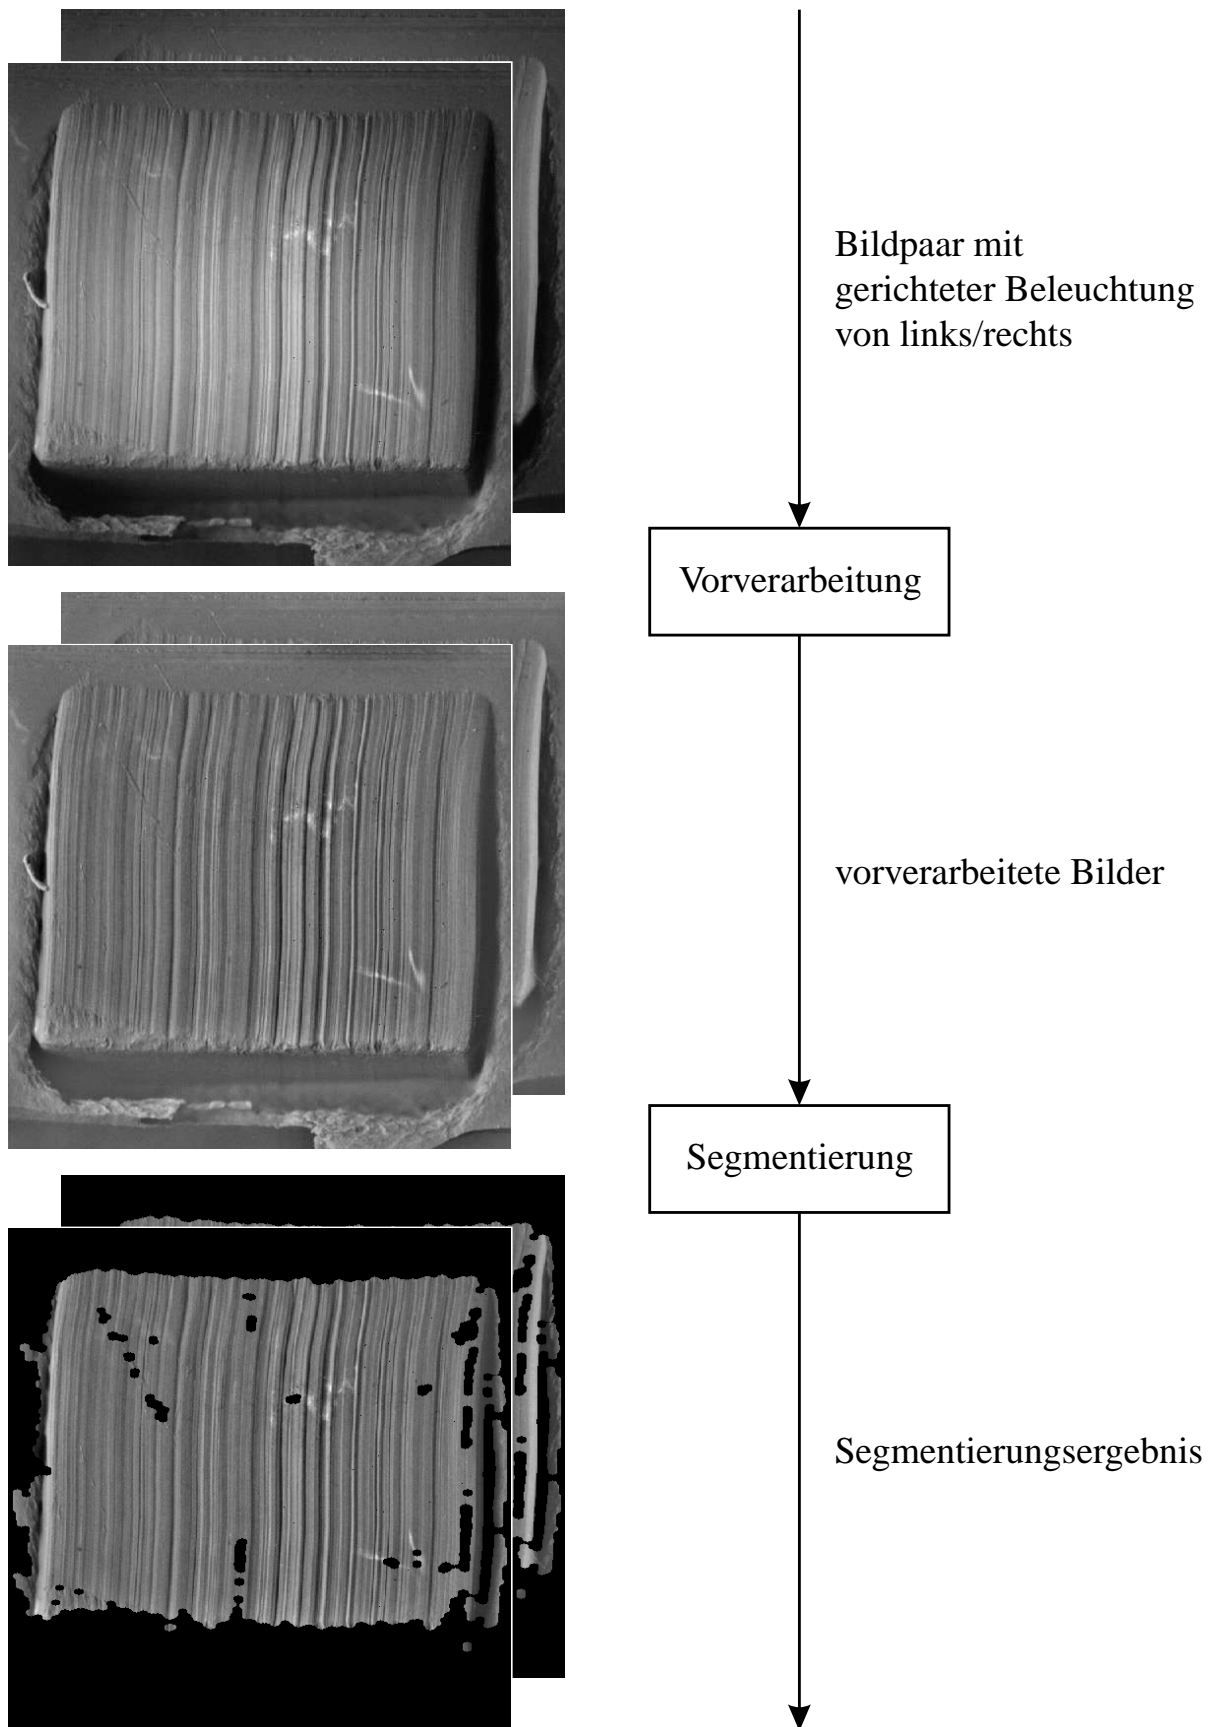 Bildpaar mit
gerichteter Beleuchtung
von links/rechts
Vorverarbeitung
vorverarbeitete Bilder
Segmentierung
Segmentierungsergebnis